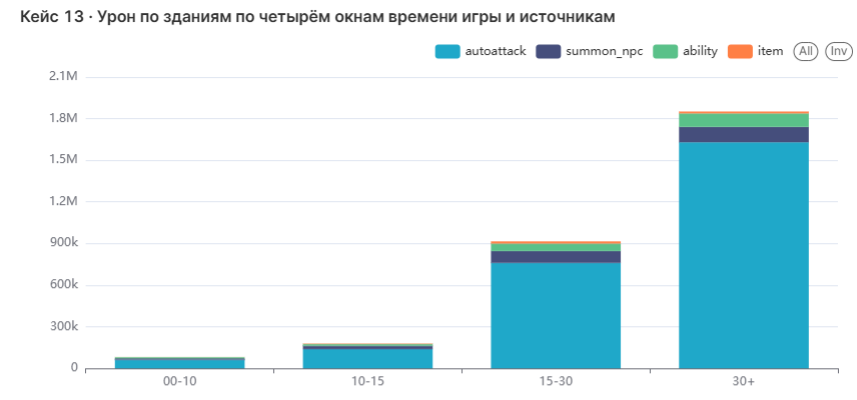 Кейс 13 · Урон по зданиям по четырём окнам времени игры и источникам
autoattack summon_npc ability item All Inv
2.1M
1.8M
1.5M
1.2M
900k
600k
300k
0
00-10 10-15 15-30 30+